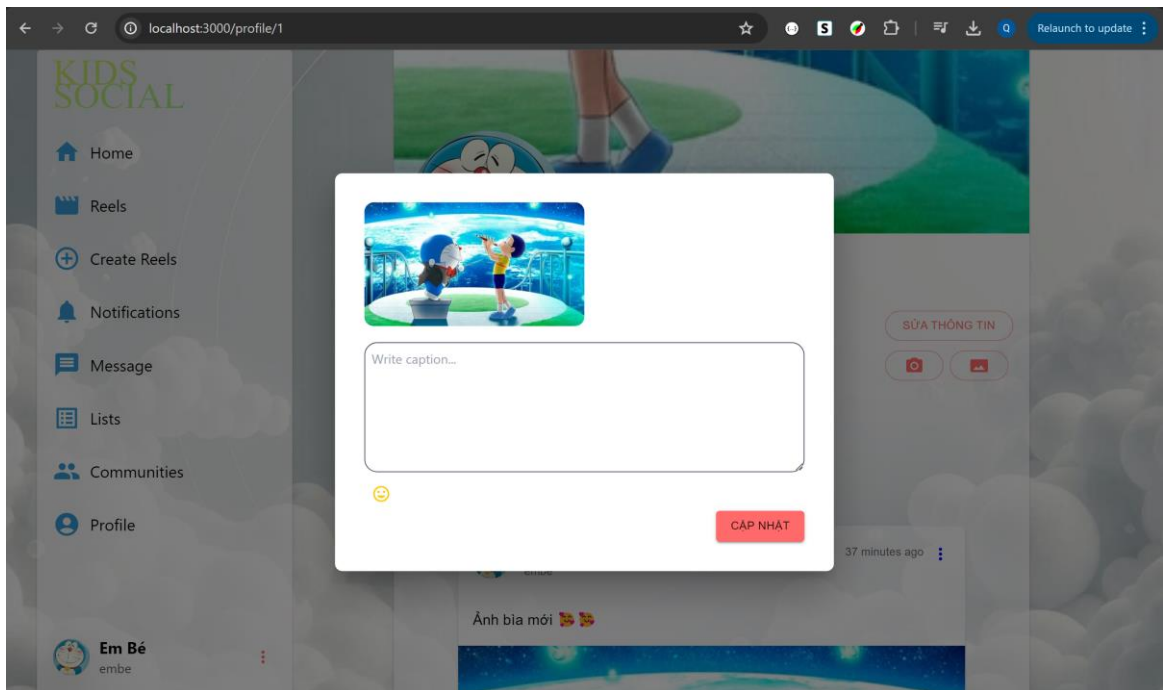 localhost:3000/profile/1
S
Q
Relaunch to update
KIDS
SOCIAL
Home
Reels
Create Reels
Notifications
Message
Lists
Communities
Profile
Em Bé
embe
SỬA THÔNG TIN
Write caption...
CẬP NHẬT
37 minutes ago
embe
Ảnh bìa mới 🥰 🥰